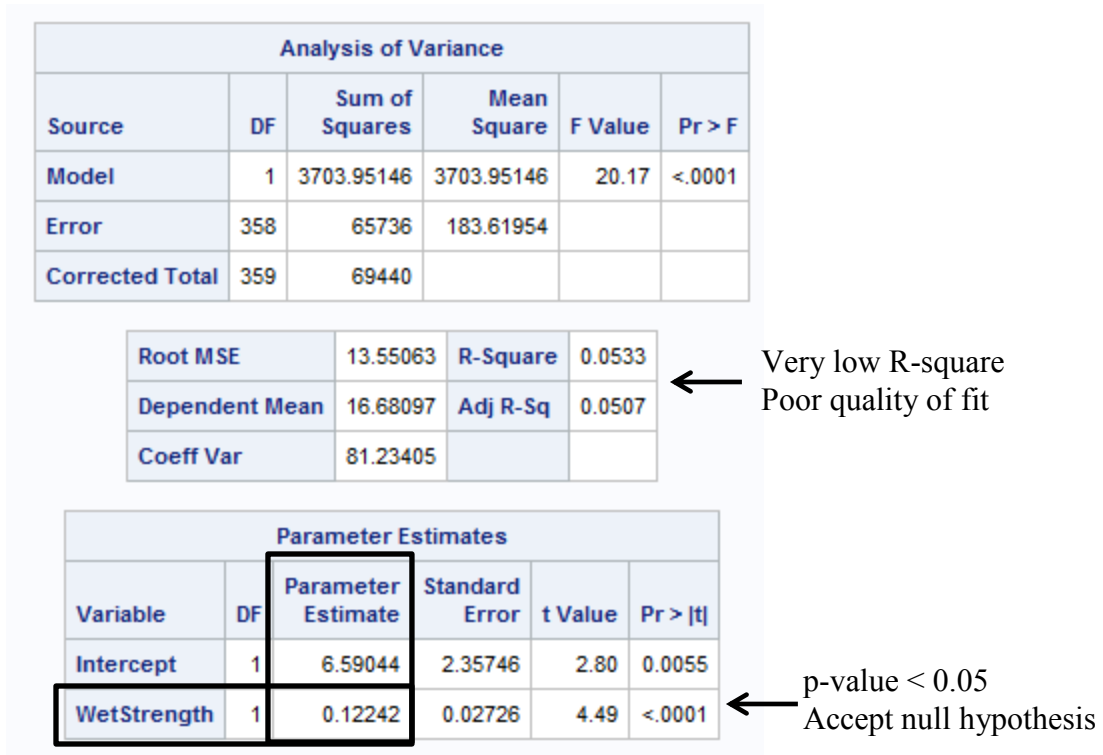 Analysis of Variance
Source DF Sum of Squares Mean Square F Value Pr > F
Model 1 3703.95146 3703.95146 20.17 <.0001
Error 358 65736 183.61954
Corrected Total 359 69440
Root MSE 13.55063 R-Square 0.0533
Dependent Mean 16.68097 Adj R-Sq 0.0507
Coeff Var 81.23405
Very low R-square
Poor quality of fit
Parameter Estimates
Variable DF Parameter Estimate Standard Error t Value Pr > |t|
Intercept 1 6.59044 2.35746 2.80 0.0055
WetStrength 1 0.12242 0.02726 4.49 <.0001
p-value < 0.05
Accept null hypothesis